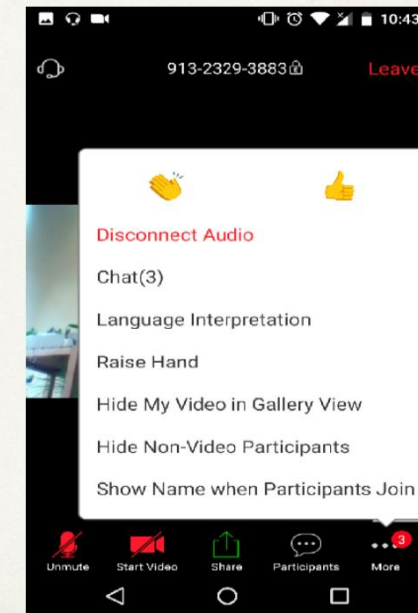 10:43
913-2329-3883
Leave
Disconnect Audio
Chat(3)
Language Interpretation
Raise Hand
Hide My Video in Gallery View
Hide Non-Video Participants
Show Name when Participants Join
3
Unmute
Start Video
Share
Participants
More